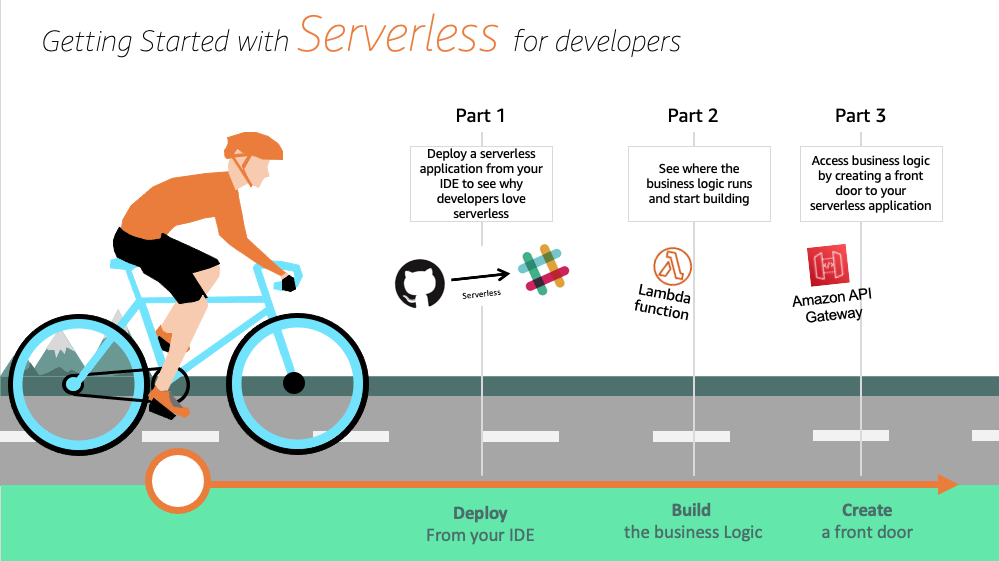 Getting Started with Serverless for developers
Part 1
Deploy a serverless
application from your
IDE to see why
developers love
serverless
Serverless
Part 2
See where the
business logic runs
and start building
Lambda
function
Part 3
Access business logic
by creating a front
door to your
serverless application
</>
Amazon API
Gateway
Deploy
From your IDE
Build
the business Logic
Create
a front door